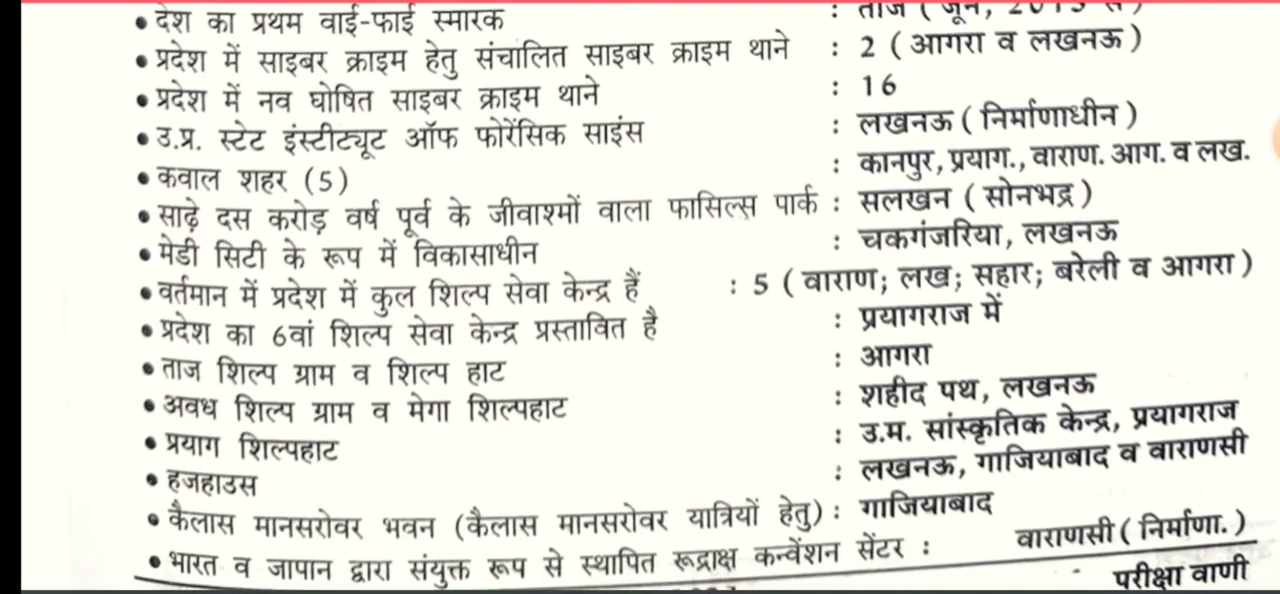 • देश का प्रथम वाई-फाई स्मारक : ताज ( जून, 2015 से )
• प्रदेश में साइबर क्राइम हेतु संचालित साइबर क्राइम थाने : 2 ( आगरा व लखनऊ )
• प्रदेश में नव घोषित साइबर क्राइम थाने : 16
• उ.प्र. स्टेट इंस्टीट्यूट ऑफ फोरेंसिक साइंस : लखनऊ ( निर्माणाधीन )
• कवाल शहर (5) : कानपुर, प्रयाग., वाराण. आग. व लख.
• साढ़े दस करोड़ वर्ष पूर्व के जीवाश्मों वाला फासिल्स पार्क : सलखन ( सोनभद्र )
• मेडी सिटी के रूप में विकासाधीन : चकगंजरिया, लखनऊ
• वर्तमान में प्रदेश में कुल शिल्प सेवा केन्द्र हैं : 5 ( वाराण; लख; सहार; बरेली व आगरा )
• प्रदेश का 6वां शिल्प सेवा केन्द्र प्रस्तावित है : प्रयागराज में
• ताज शिल्प ग्राम व शिल्प हाट : आगरा
• अवध शिल्प ग्राम व मेगा शिल्पहाट : शहीद पथ, लखनऊ
• प्रयाग शिल्पहाट : उ.म. सांस्कृतिक केन्द्र, प्रयागराज
• हजहाउस : लखनऊ, गाजियाबाद व वाराणसी
• कैलास मानसरोवर भवन (कैलास मानसरोवर यात्रियों हेतु) : गाजियाबाद
• भारत व जापान द्वारा संयुक्त रूप से स्थापित रूद्राक्ष कन्वेंशन सेंटर : वाराणसी ( निर्माणा. )
परीक्षा वाणी